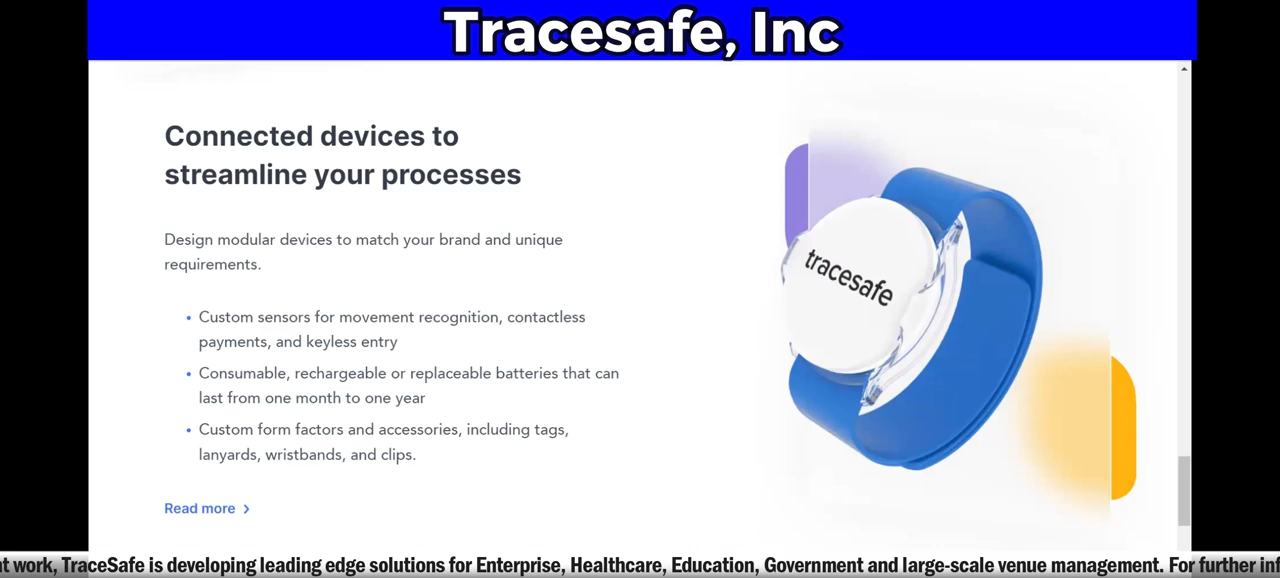 Tracesafe, Inc
Connected devices to
streamline your processes
Design modular devices to match your brand and unique
requirements.
• Custom sensors for movement recognition, contactless
payments, and keyless entry
• Consumable, rechargeable or replaceable batteries that can
last from one month to one year
• Custom form factors and accessories, including tags,
lanyards, wristbands, and clips.
Read more >
tracesafe
work, TraceSafe is developing leading edge solutions for Enterprise, Healthcare, Education, Government and large-scale venue management. For further